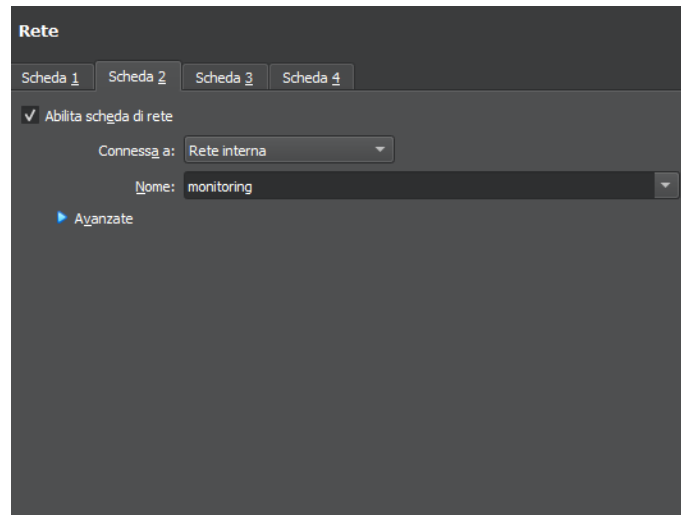 Rete
Scheda 1 Scheda 2 Scheda 3 Scheda 4
Abilita scheda di rete
Connessa a: Rete interna
Nome: monitoring
Avanzate